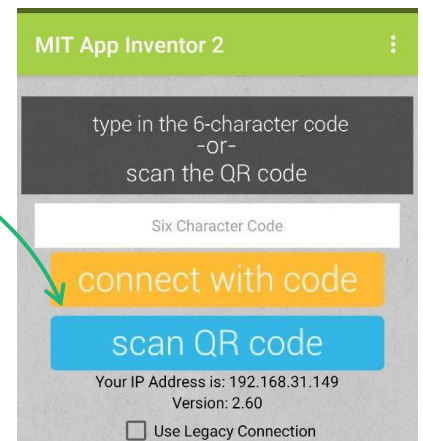 MIT App Inventor 2
type in the 6-character code
-or-
scan the QR code
Six Character Code
connect with code
scan QR code
Your IP Address is: 192.168.31.149
Version: 2.60
Use Legacy Connection